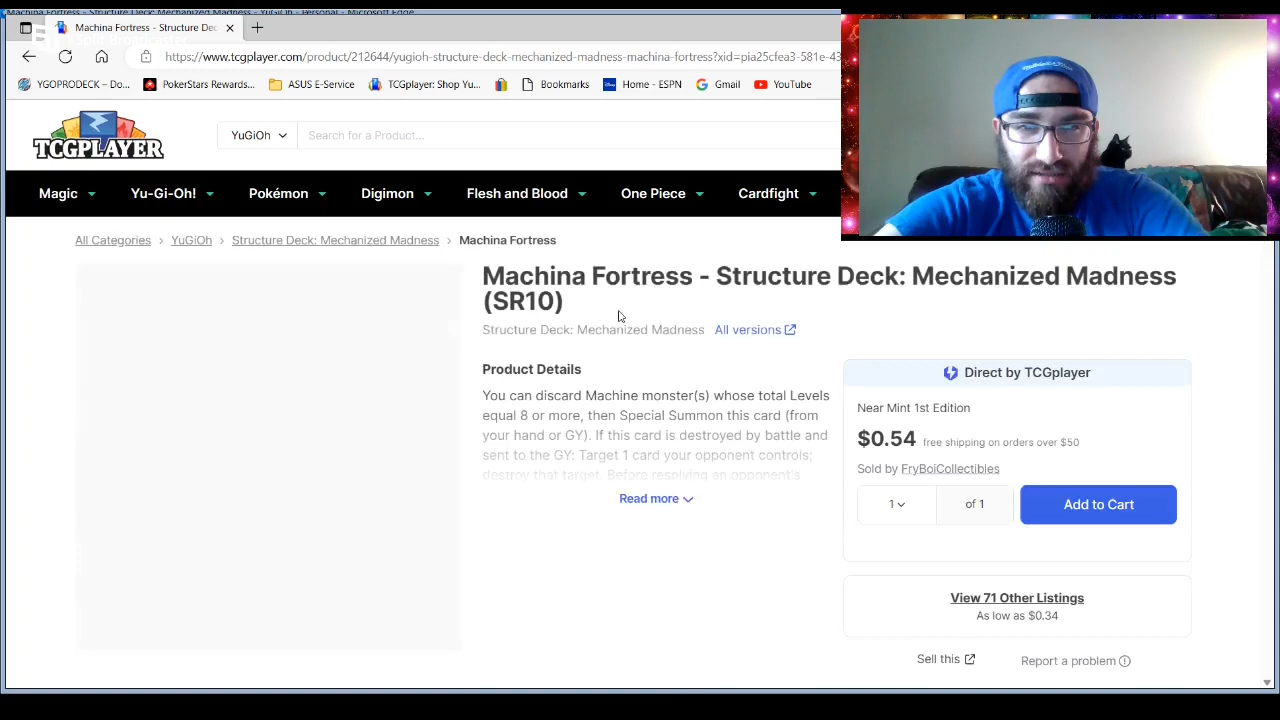 Machina Fortress - Structure Deck: Mechanized Madness - YuGiOh - Personal - Microsoft Edge
Machina Fortress - Structure Dec
https://www.tcgplayer.com/product/212644/yugioh-structure-deck-mechanized-madness-machina-fortress?xid=pia25cfea3-581e-43
YGOPRODECK – Do...
PaperStars Rewards...
ASUS E-Service
TCGplayer: Shop Yu...
Bookmarks
Home - ESPN
Gmail
YouTube
TCGPLAYER
YuGiOh
Search for a Product...
Magic
Yu-Gi-Oh!
Pokémon
Digimon
Flesh and Blood
One Piece
Cardfight
All Categories › YuGiOh › Structure Deck: Mechanized Madness › Machina Fortress
Machina Fortress - Structure Deck: Mechanized Madness
(SR10)
Structure Deck: Mechanized Madness All versions
Product Details
You can discard Machine monster(s) whose total Levels
equal 8 or more, then Special Summon this card (from
your hand or GY). If this card is destroyed by battle and
sent to the GY: Target 1 card your opponent controls;
destroy that target. Before resolving an opponent's
Read more
Direct by TCGplayer
Near Mint 1st Edition
$0.54 free shipping on orders over $50
Sold by FryBoiCollectibles
1 of 1
Add to Cart
View 71 Other Listings
As low as $0.34
Sell this
Report a problem